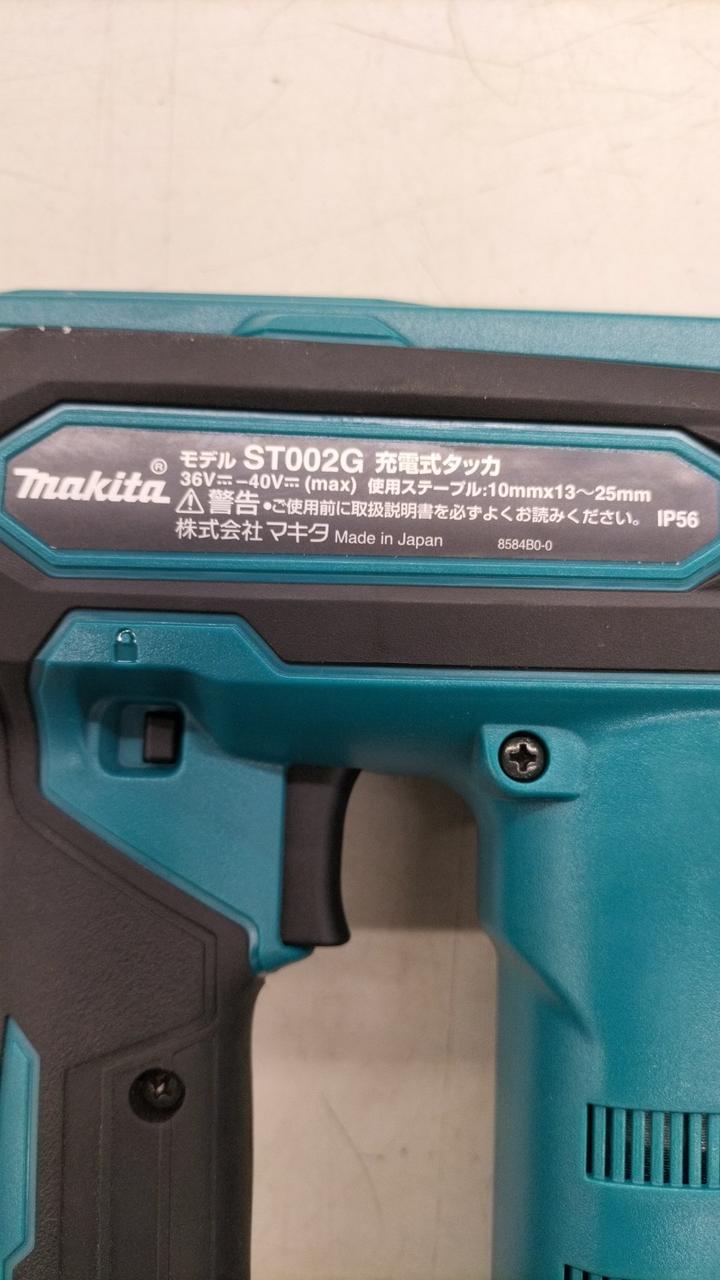 makita®
モデル ST002G 充電式タッカ
36V⎓-40V⎓(max) 使用ステープル:10mmx13～25mm
⚠警告 •ご使用前に取扱説明書を必ずよくお読みください。 IP56
株式会社マキタ Made in Japan 8584B0-0